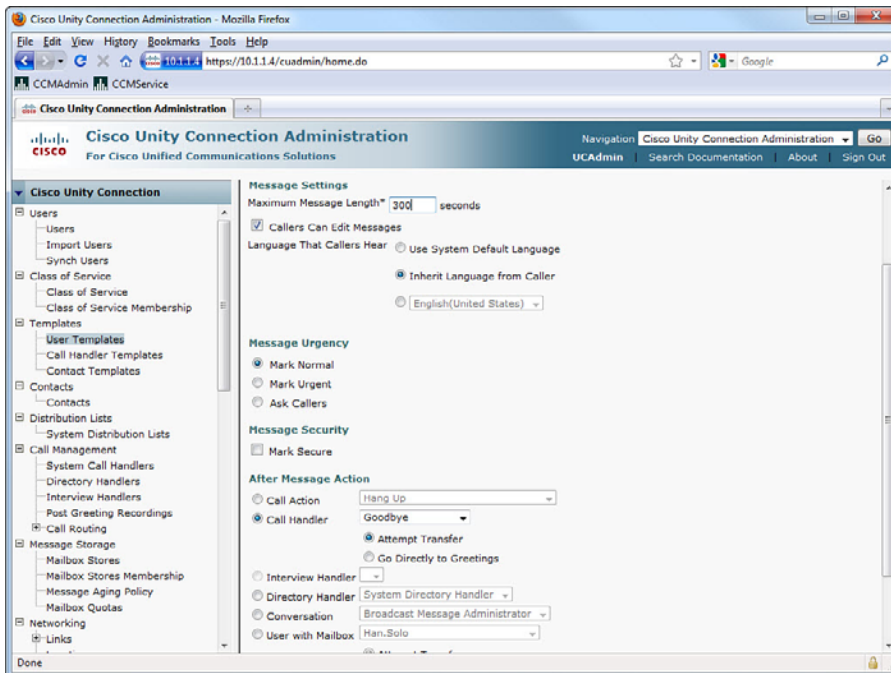 Cisco Unity Connection Administration - Mozilla Firefox
File Edit View History Bookmarks Tools Help
10.1.1.4 https://10.1.1.4/cuadmin/home.do
Google
CCMAdmin CCMService
Cisco Unity Connection Administration
cisco
Cisco Unity Connection Administration
For Cisco Unified Communications Solutions
Navigation Cisco Unity Connection Administration Go
UCAdmin Search Documentation About Sign Out
Cisco Unity Connection
Users
Users
Import Users
Synch Users
Class of Service
Class of Service
Class of Service Membership
Templates
User Templates
Call Handler Templates
Contact Templates
Contacts
Contacts
Distribution Lists
System Distribution Lists
Call Management
System Call Handlers
Directory Handlers
Interview Handlers
Post Greeting Recordings
Call Routing
Message Storage
Mailbox Stores
Mailbox Stores Membership
Message Aging Policy
Mailbox Quotas
Networking
Links
Message Settings
Maximum Message Length* 300 seconds
Callers Can Edit Messages
Language That Callers Hear Use System Default Language
Inherit Language from Caller
English(United States)
Message Urgency
Mark Normal
Mark Urgent
Ask Callers
Message Security
Mark Secure
After Message Action
Call Action Hang Up
Call Handler Goodbye
Attempt Transfer
Go Directly to Greetings
Interview Handler
Directory Handler System Directory Handler
Conversation Broadcast Message Administrator
User with Mailbox Han.Solo
Done